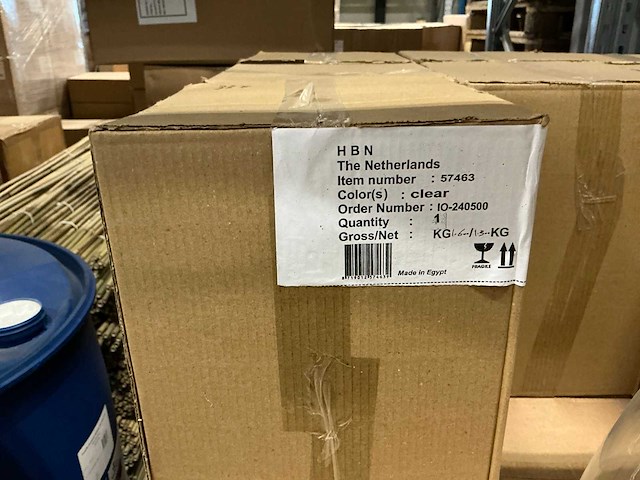 H B N
The Netherlands
Item number : 57463
Color(s) : clear
Order Number : IO-240500
Quantity : 1
Gross/Net : KG / KG
FRAGILE
Made in Egypt